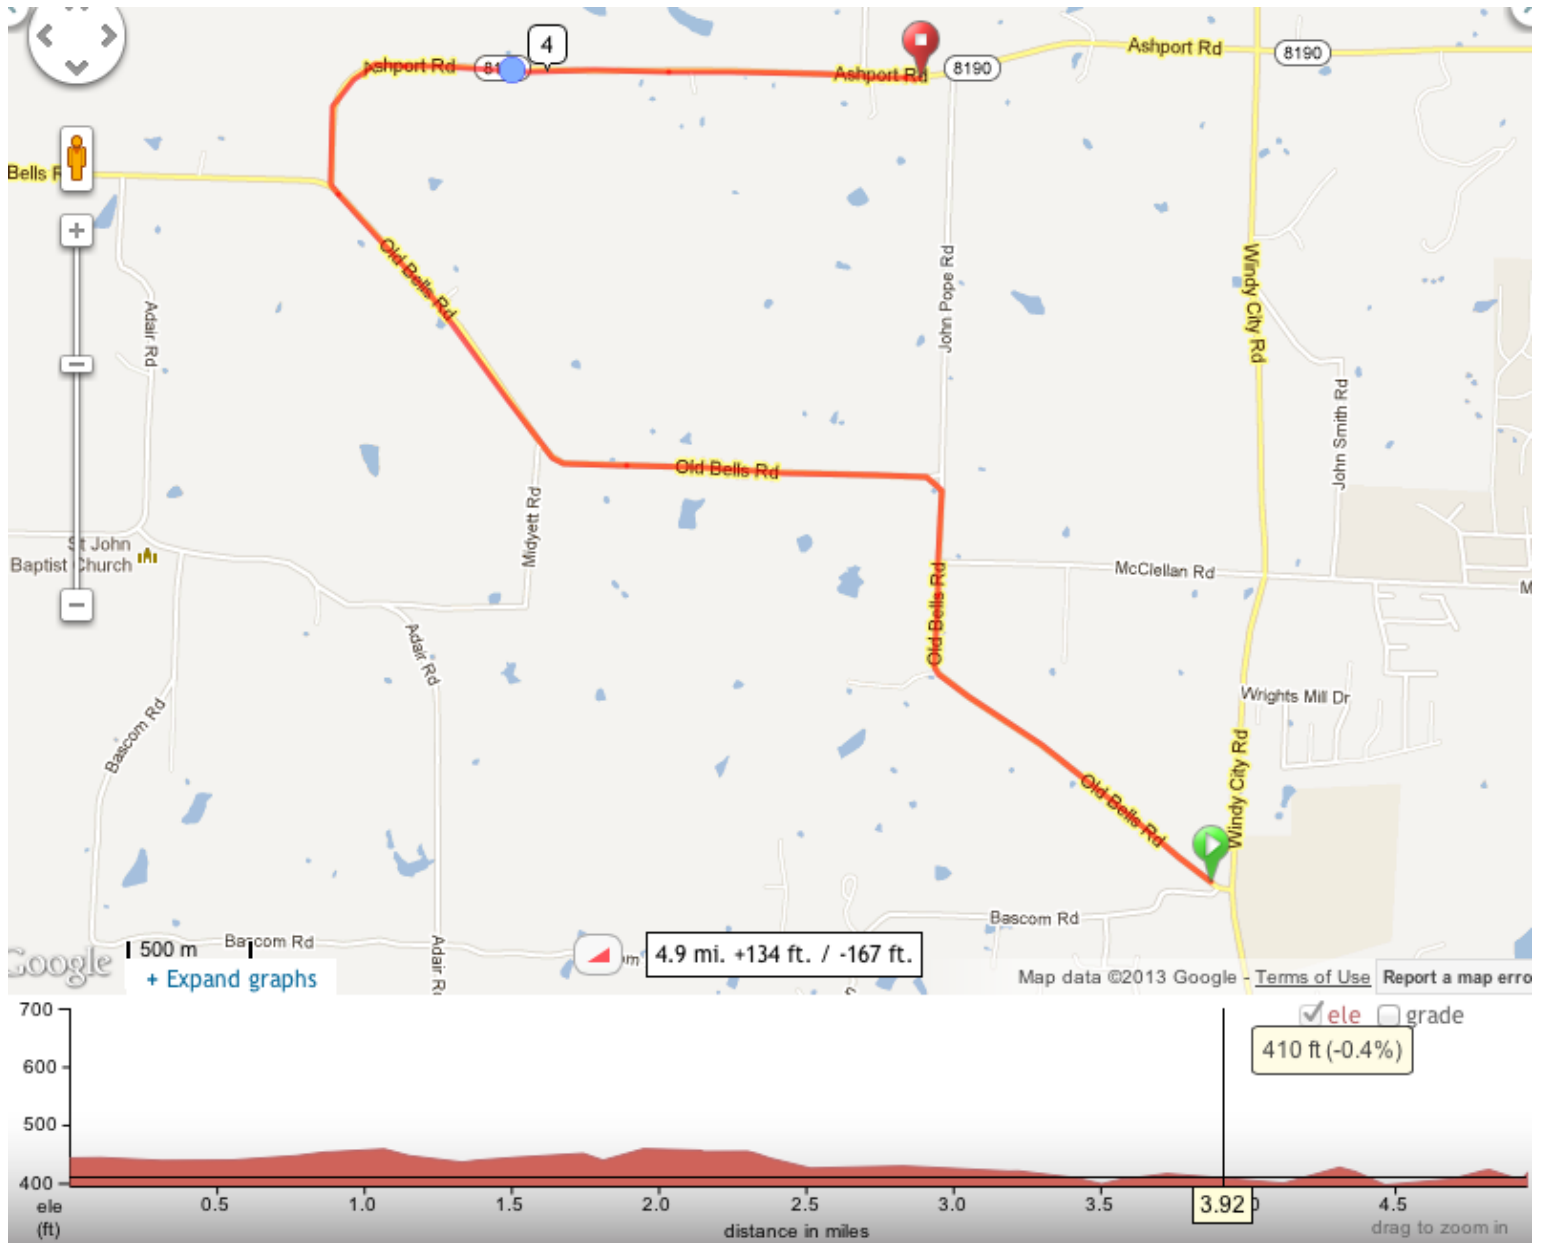 4
Ashport Rd
Ashport Rd
8190
Ashport Rd
8190
Bells
Old Bells Rd
Adair Rd
John Pope Rd
Windy City Rd
John Smith Rd
Old Bells Rd
Midyett Rd
St John
Baptist Church
McClellan Rd
Old Bells Rd
Adair Rd
Bascom Rd
Wrights Mill Dr
Windy City Rd
Old Bells Rd
Bascom Rd
Bascom Rd
Adair
500 m
Google
+ Expand graphs
4.9 mi. +134 ft. / -167 ft.
Map data ©2013 Google - Terms of Use
Report a map erro
700
ele
grade
600
410 ft (-0.4%)
500
400
ele
(ft)
0.5
1.0
1.5
2.0
2.5
3.0
3.5
3.92
4.5
distance in miles
drag to zoom in